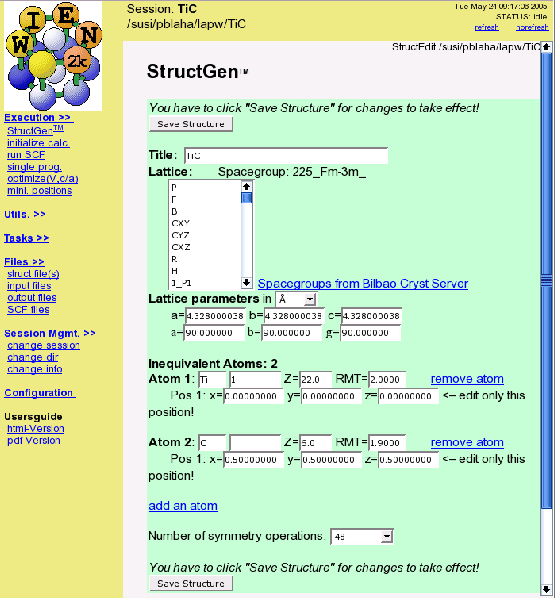 Session: TiC
/susi/pblaha/lapw/TiC
Tue May 24 09:17:06 2005
STATUS: idle
refresh norefresh
WIEN
2k
Execution >>
StructGen™
initialize calc.
run SCF
single prog.
optimize(V,c/a)
mini. positions
Utils. >>
Tasks >>
Files >>
struct file(s)
input files
output files
SCF files
Session Mgmt. >>
change session
change dir
change info
Configuration
Usersguide
html-Version
pdf-Version
StructEdit /susi/pblaha/lapw/TiC
StructGen™
You have to click "Save Structure" for changes to take effect!
Save Structure
Title: TiC
Lattice: Spacegroup: 225_Fm-3m_
P
F
B
CXY
CYZ
CXZ
R
H
1_P1
Spacegroups from Bilbao Cryst Server
Lattice parameters in Å
a=4.328000038 b=4.328000038 c=4.328000038
a=90.000000 b=90.000000 g=90.000000
Inequivalent Atoms: 2
Atom 1: Ti 1 Z=22.0 RMT=2.0000 remove atom
Pos 1: x=0.00000000 y=0.00000000 z=0.00000000 <-- edit only this
position!
Atom 2: C Z=6.0 RMT=1.9000 remove atom
Pos 1: x=0.50000000 y=0.50000000 z=0.50000000 <-- edit only this
position!
add an atom
Number of symmetry operations: 48
You have to click "Save Structure" for changes to take effect!
Save Structure